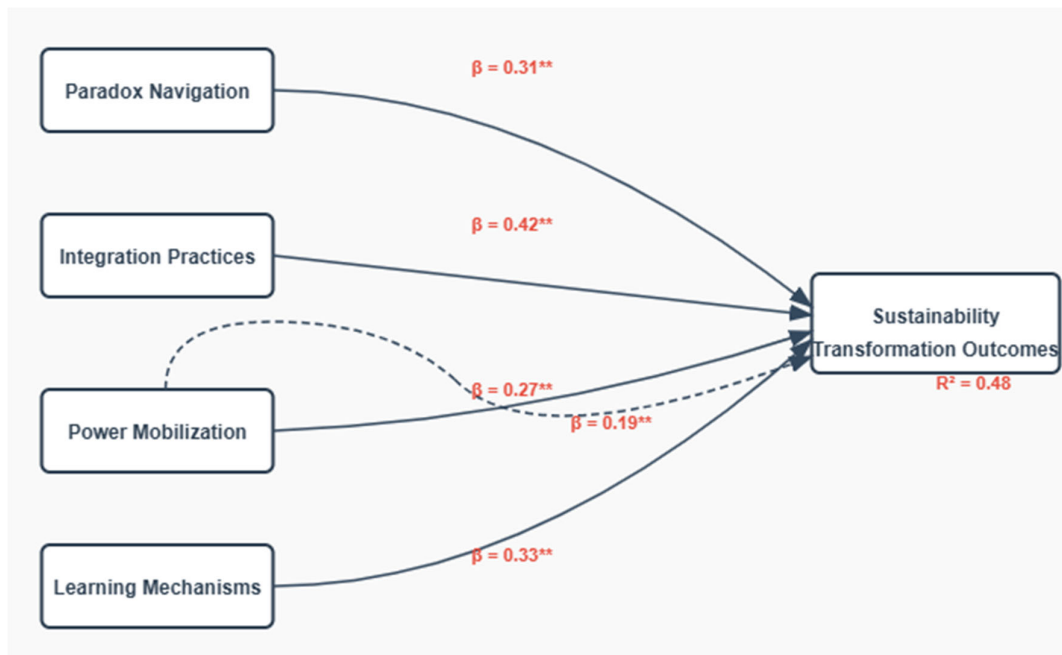 Paradox Navigation
β = 0.31**
Integration Practices
β = 0.42**
Sustainability
Transformation Outcomes
R² = 0.48
Power Mobilization
β = 0.27**
β = 0.19**
Learning Mechanisms
β = 0.33**